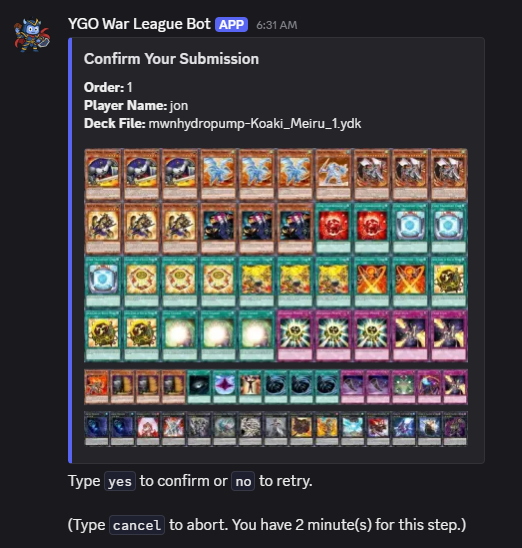 YGO War League Bot APP 6:31 AM
Confirm Your Submission
Order: 1
Player Name: jon
Deck File: mwnhydropump-Koaki_Meiru_1.ydk
Type yes to confirm or no to retry.
(Type cancel to abort. You have 2 minute(s) for this step.)